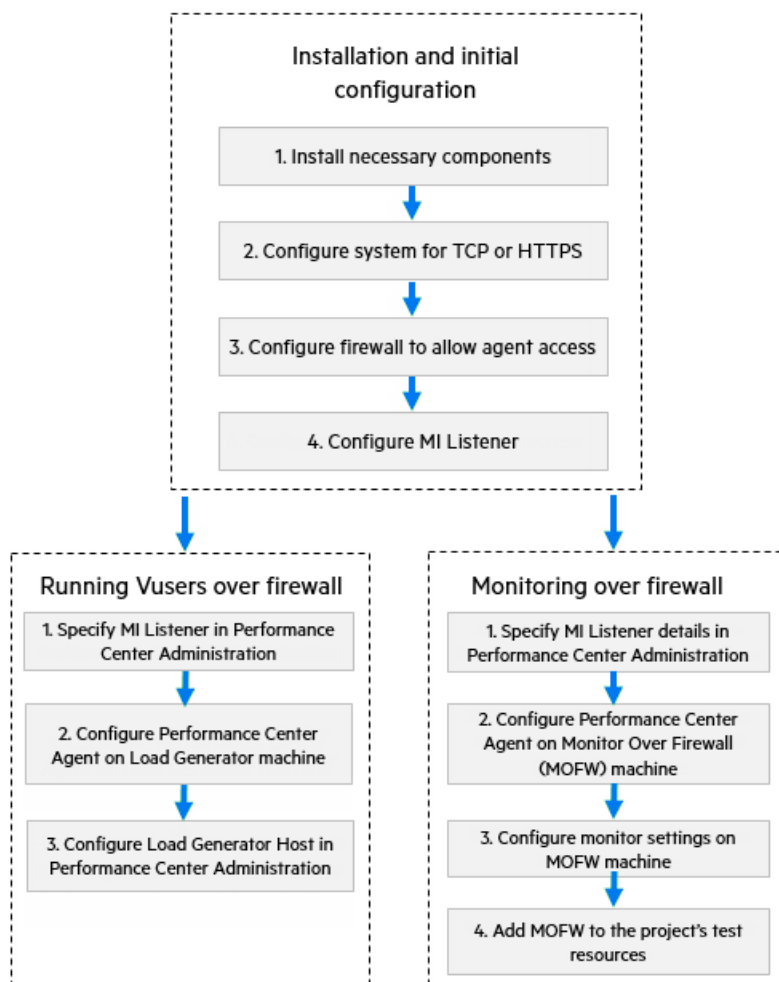 Installation and initial
configuration
1. Install necessary components
2. Configure system for TCP or HTTPS
3. Configure firewall to allow agent access
4. Configure MI Listener
Running Vusers over firewall
1. Specify MI Listener in Performance
Center Administration
2. Configure Performance Center
Agent on Load Generator machine
3. Configure Load Generator Host in
Performance Center Administration
Monitoring over firewall
1. Specify MI Listener details in
Performance Center Administration
2. Configure Performance Center
Agent on Monitor Over Firewall
(MOFW) machine
3. Configure monitor settings on
MOFW machine
4. Add MOFW to the project's test
resources